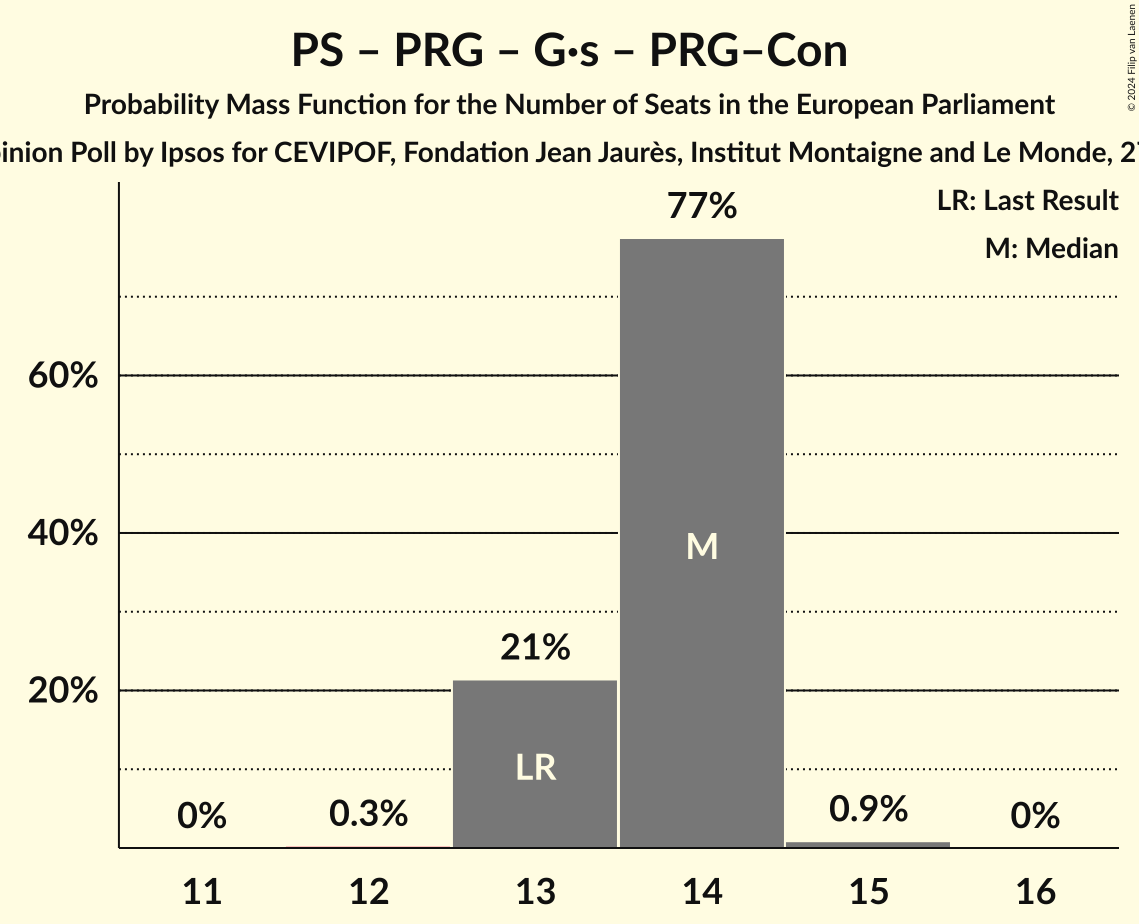 PS – PRG – G·s – PRG–Con
Probability Mass Function for the Number of Seats in the European Parliament
Poll by Ipsos for CEVIPOF, Fondation Jean Jaurès, Institut Montaigne and Le Monde,
© 2024 Filip van Laenen
LR: Last Result
M: Median
77%
60%
40%
M
21%
20%
LR
0%
0.3%
0.9%
0%
11
12
13
14
15
16